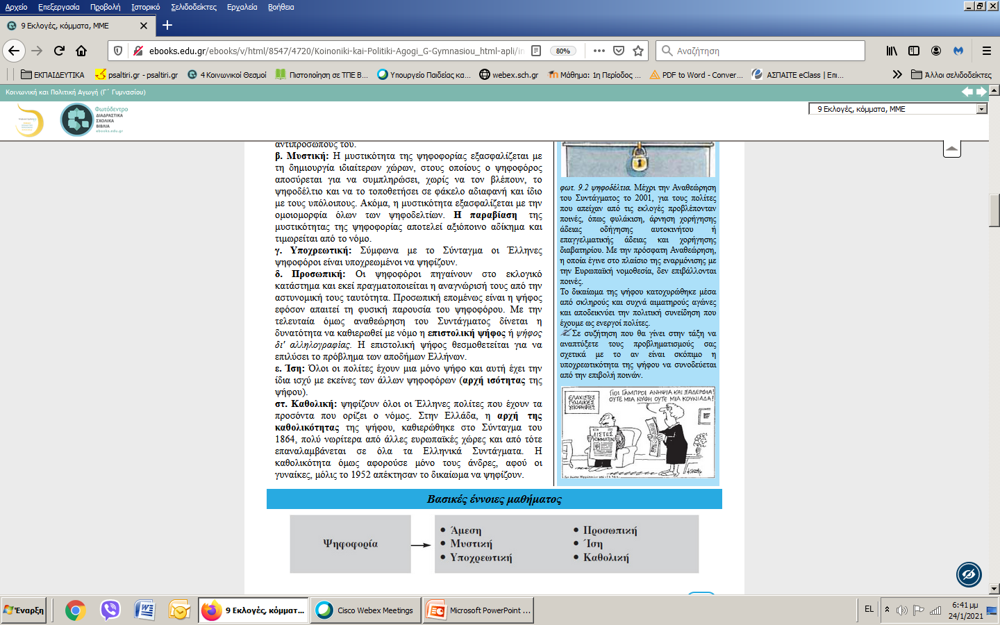 Αρχείο Επεξεργασία Προβολή Ιστορικό Σελιδοδείκτες Εργαλεία Βοήθεια
9 Εκλογές, κόμματα, ΜΜΕ
ebooks.edu.gr/ebooks/v/html/8547/4720/Koinoniki-kai-Politiki-Agogi_G-Gymnasiou_html-apli/in
80%
Αναζήτηση
ΕΚΠΑΙΔΕΥΤΙΚΑ psaltiri.gr - psaltiri.gr 4 Κοινωνικοί Θεσμοί Πιστοποίηση σε ΤΠΕ Β... Υπουργείο Παιδείας κα... webex.sch.gr Μάθημα: 1η Περίοδος ... PDF to Word - Conver... ΑΣΠΑΙΤΕ eClass | Επι... Άλλοι σελιδοδείκτες
Κοινωνική και Πολιτική Αγωγή (Γ΄ Γυμνασίου)
Φωτόδεντρο
ΔΙΑΔΡΑΣΤΙΚΑ
ΣΧΟΛΙΚΑ
ΒΙΒΛΙΑ
ebooks.edu.gr
9 Εκλογές, κόμματα, ΜΜΕ
αντιπροσώπους του.
β. Μυστική: Η μυστικότητα της ψηφοφορίας εξασφαλίζεται με
τη δημιουργία ιδιαίτερων χώρων, στους οποίους ο ψηφοφόρος
αποσύρεται για να συμπληρώσει, χωρίς να τον βλέπουν, το
ψηφοδέλτιο και να το τοποθετήσει σε φάκελο αδιαφανή και ίδιο
με τους υπόλοιπους. Ακόμα, η μυστικότητα εξασφαλίζεται με την
ομοιομορφία όλων των ψηφοδελτίων. Η παραβίαση της
μυστικότητας της ψηφοφορίας αποτελεί αξιόποινο αδίκημα και
τιμωρείται από το νόμο.
γ. Υποχρεωτική: Σύμφωνα με το Σύνταγμα οι Έλληνες
ψηφοφόροι είναι υποχρεωμένοι να ψηφίζουν.
δ. Προσωπική: Οι ψηφοφόροι πηγαίνουν στο εκλογικό
κατάστημα και εκεί πραγματοποιείται η αναγνώρισή τους από την
αστυνομική τους ταυτότητα. Προσωπική επομένως είναι η ψήφος
εφόσον απαιτεί τη φυσική παρουσία του ψηφοφόρου. Με την
τελευταία όμως αναθεώρηση του Συντάγματος δίνεται η
δυνατότητα να καθιερωθεί με νόμο η επιστολική ψήφος ή ψήφος
δι' αλληλογραφίας. Η επιστολική ψήφος θεσμοθετείται για να
επιλύσει το πρόβλημα των αποδήμων Ελλήνων.
ε. Ίση: Όλοι οι πολίτες έχουν μια μόνο ψήφο και αυτή έχει την
ίδια ισχύ με εκείνες των άλλων ψηφοφόρων (αρχή ισότητας της
ψήφου).
στ. Καθολική: ψηφίζουν όλοι οι Έλληνες πολίτες που έχουν τα
προσόντα που ορίζει ο νόμος. Στην Ελλάδα, η αρχή της
καθολικότητας της ψήφου, καθιερώθηκε στο Σύνταγμα του
1864, πολύ νωρίτερα από άλλες ευρωπαϊκές χώρες και από τότε
επαναλαμβάνεται σε όλα τα Ελληνικά Συντάγματα. Η
καθολικότητα όμως αφορούσε μόνο τους άνδρες, αφού οι
γυναίκες, μόλις το 1952 απέκτησαν το δικαίωμα να ψηφίζουν.
φωτ. 9.2 ψηφοδέλτια. Μέχρι την Αναθεώρηση
του Συντάγματος το 2001, για τους πολίτες
που απείχαν από τις εκλογές προβλέπονταν
ποινές, όπως φυλάκιση, άρνηση χορήγησης
άδειας οδήγησης αυτοκινήτου ή
επαγγελματικής άδειας και χορήγησης
διαβατηρίου. Με την πρόσφατη Αναθεώρηση,
η οποία έγινε στο πλαίσιο της εναρμόνισης με
την Ευρωπαϊκή νομοθεσία, δεν επιβάλλονται
ποινές.
Το δικαίωμα της ψήφου κατοχυρώθηκε μέσα
από σκληρούς και συχνά αιματηρούς αγώνες
και αποδεικνύει την πολιτική συνείδηση που
έχουμε ως ενεργοί πολίτες.
Σε συζήτηση που θα γίνει στην τάξη να
αναπτύξετε τους προβληματισμούς σας
σχετικά με το αν είναι σκόπιμο η
υποχρεωτικότητα της ψήφου να συνοδεύεται
από την επιβολή ποινών.
ΕΛΑΧΙΣΤΕΣ
ΓΥΝΑΙΚΕΣ
ΥΠΟΨΗΦΙΕΣ
ΓΙΟΙ ΓΑΜΠΡΟΙ ΑΝΗΨΙΑ ΚΑΙ ΞΑΔΕΡΦΙΑ!
ΟΥΤΕ ΜΙΑ ΝΥΦΗ ΟΥΤΕ ΜΙΑ ΚΟΥΝΙΑΔΑ!
ΛΙΣΤΕΣ
ΚΟΜΜΑΤΩΝ
Βασικές έννοιες μαθήματος
Ψηφοφορία
• Άμεση • Προσωπική
• Μυστική • Ίση
• Υποχρεωτική • Καθολική
Έναρξη 9 Εκλογές, κόμματ... Cisco Webex Meetings Microsoft PowerPoint ... EL 6:41 μμ
24/1/2021